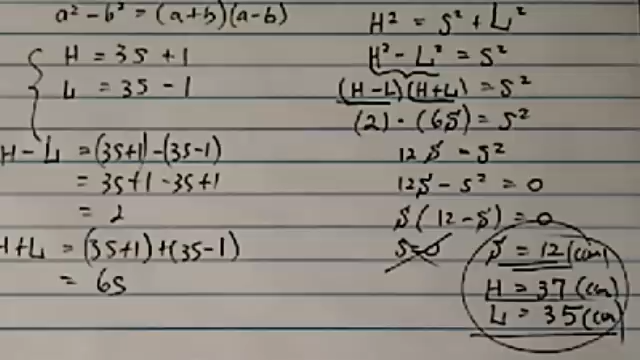 a² - b² = (a+b)(a-b)
H = 3S + 1
L = 3S - 1
H - L = (3S+1) - (3S-1)
= 3S+1 - 3S+1
= 2
H+L = (3S+1)+(3S-1)
= 6S
H² = S² + L²
H² - L² = S²
(H-L)(H+L) = S²
(2)·(6S) = S²
12S = S²
12S - S² = 0
S(12-S) = 0
S=0
S = 12 (cm)
H = 37 (cm)
L = 35 (cm)